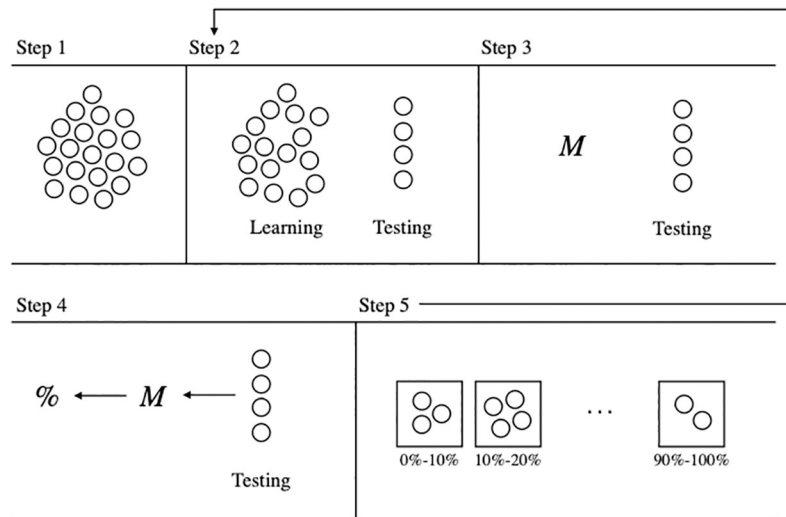 Step 1
Step 2
Step 3
M
Learning
Testing
Testing
Step 4
Step 5
% M
...
0%-10%
10%-20%
90%-100%
Testing